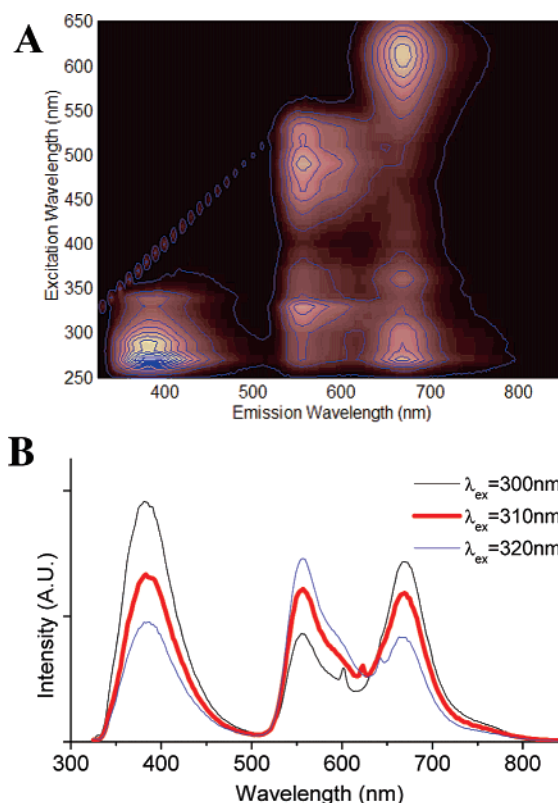 A
650
600
550
500
450
400
350
300
250
Excitation Wavelength (nm)
400 500 600 700 800
Emission Wavelength (nm)
B
Intensity (A.U.)
λex=300nm
λex=310nm
λex=320nm
300 400 500 600 700 800
Wavelength (nm)